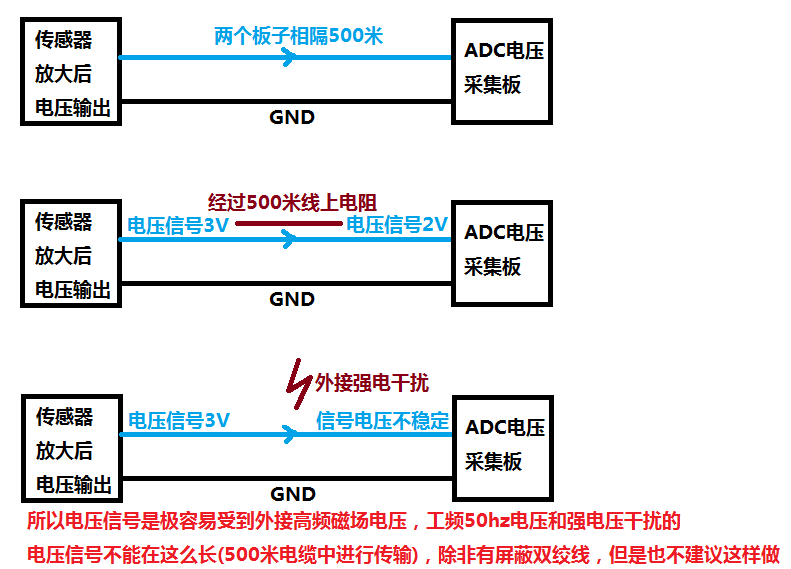 两个板子相隔500米
传感器
放大后
电压输出
ADC电压
采集板
GND
经过500米线上电阻
电压信号3V
电压信号2V
传感器
放大后
电压输出
ADC电压
采集板
GND
外接强电干扰
电压信号3V
信号电压不稳定
传感器
放大后
电压输出
ADC电压
采集板
GND
所以电压信号是极容易受到外接高频磁场电压，工频50hz电压和强电压干扰的
电压信号不能在这么长(500米电缆中进行传输)，除非有屏蔽双绞线，但是也不建议这样做